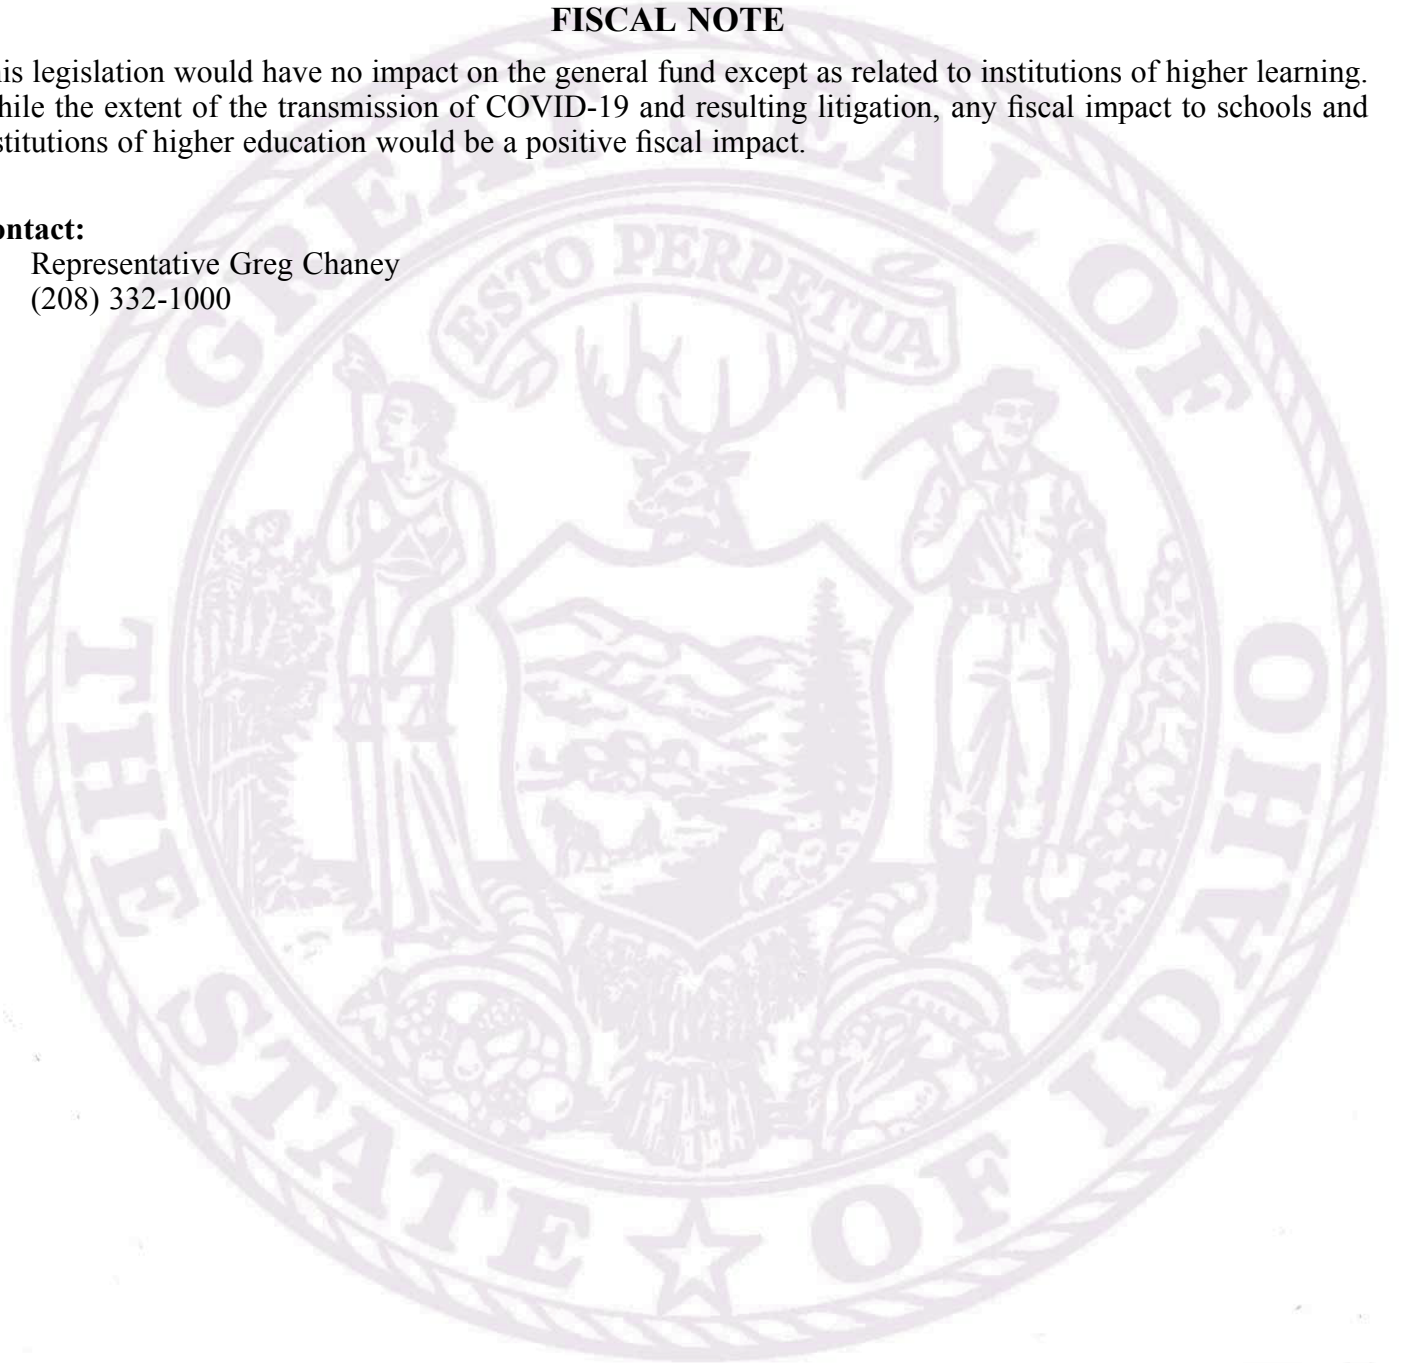 FISCAL NOTE
is legislation would have no impact on the general fund except as related to institutions of higher learning.
hile the extent of the transmission of COVID-19 and resulting litigation, any fiscal impact to schools and
stitutions of higher education would be a positive fiscal impact.
ontact:
Representative Greg Chaney
(208) 332-1000
GREAT SEAL OF
THE STATE OF IDAHO
ESTO PERPETUA